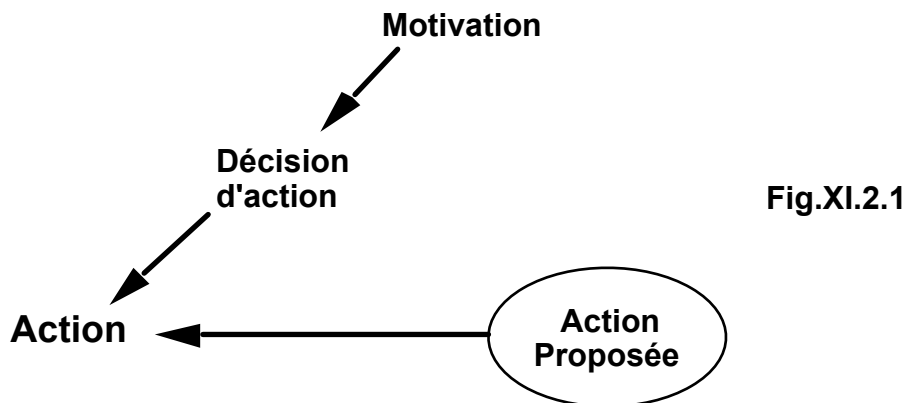 Motivation
Décision
d'action
Fig.XI.2.1
Action
Action
Proposée